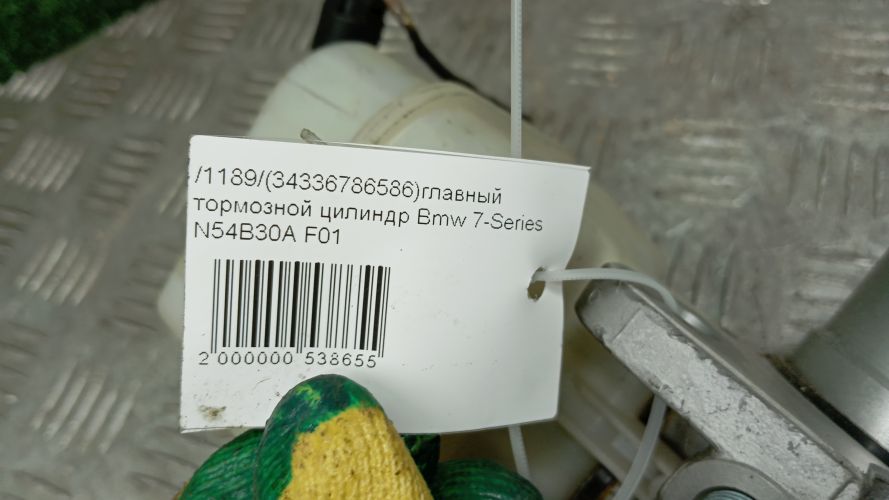 /1189/(34336786586)главный
тормозной цилиндр Bmw 7-Series
N54B30A F01
2 000000 538655